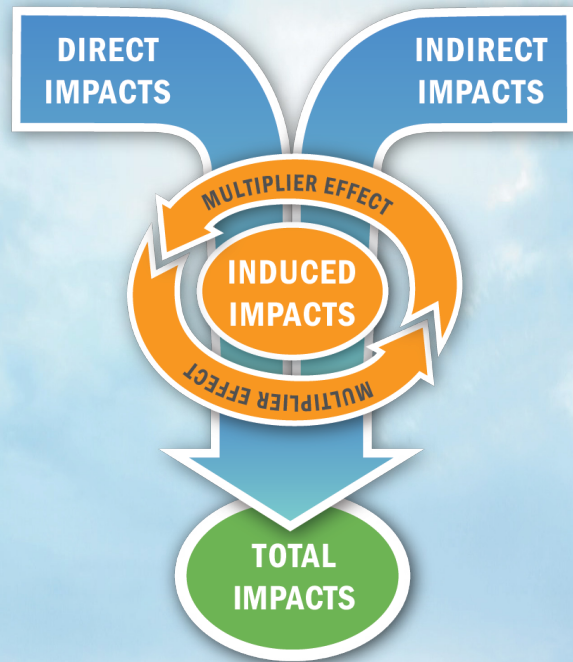 DIRECT
IMPACTS
INDIRECT
IMPACTS
MULTIPLIER EFFECT
INDUCED
IMPACTS
MULTIPLIER EFFECT
TOTAL
IMPACTS